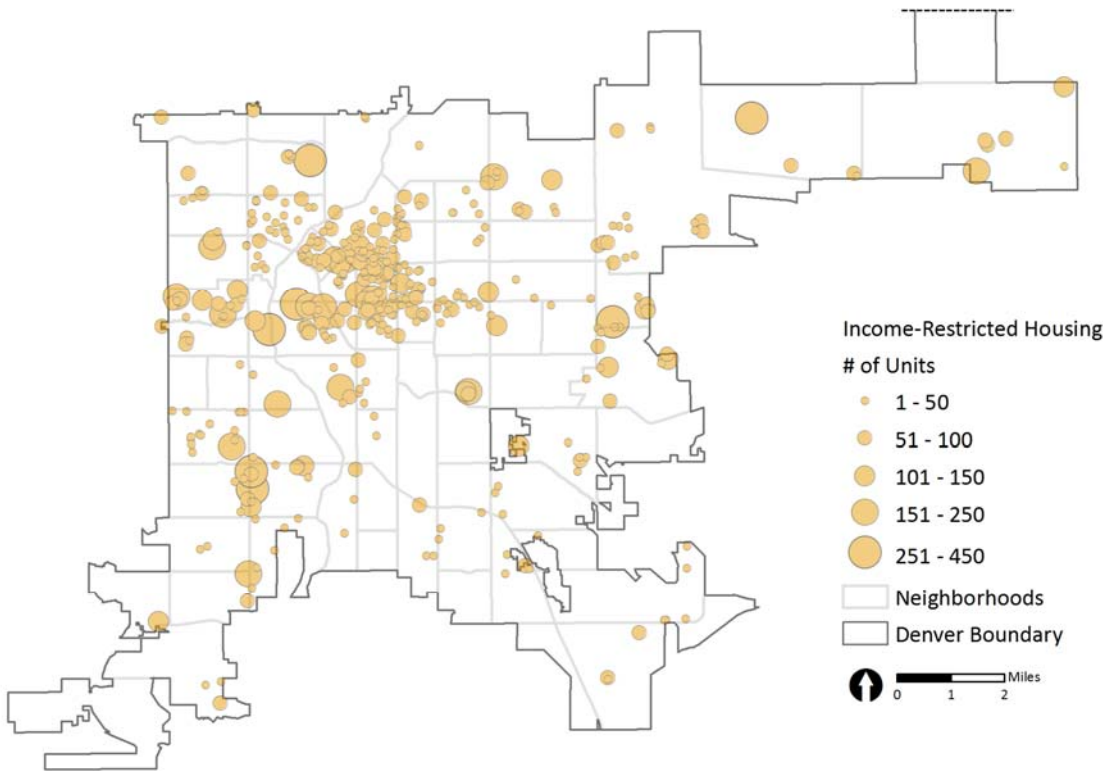 Income-Restricted Housing
# of Units
1 - 50
51 - 100
101 - 150
151 - 250
251 - 450
Neighborhoods
Denver Boundary
Miles
0 1 2